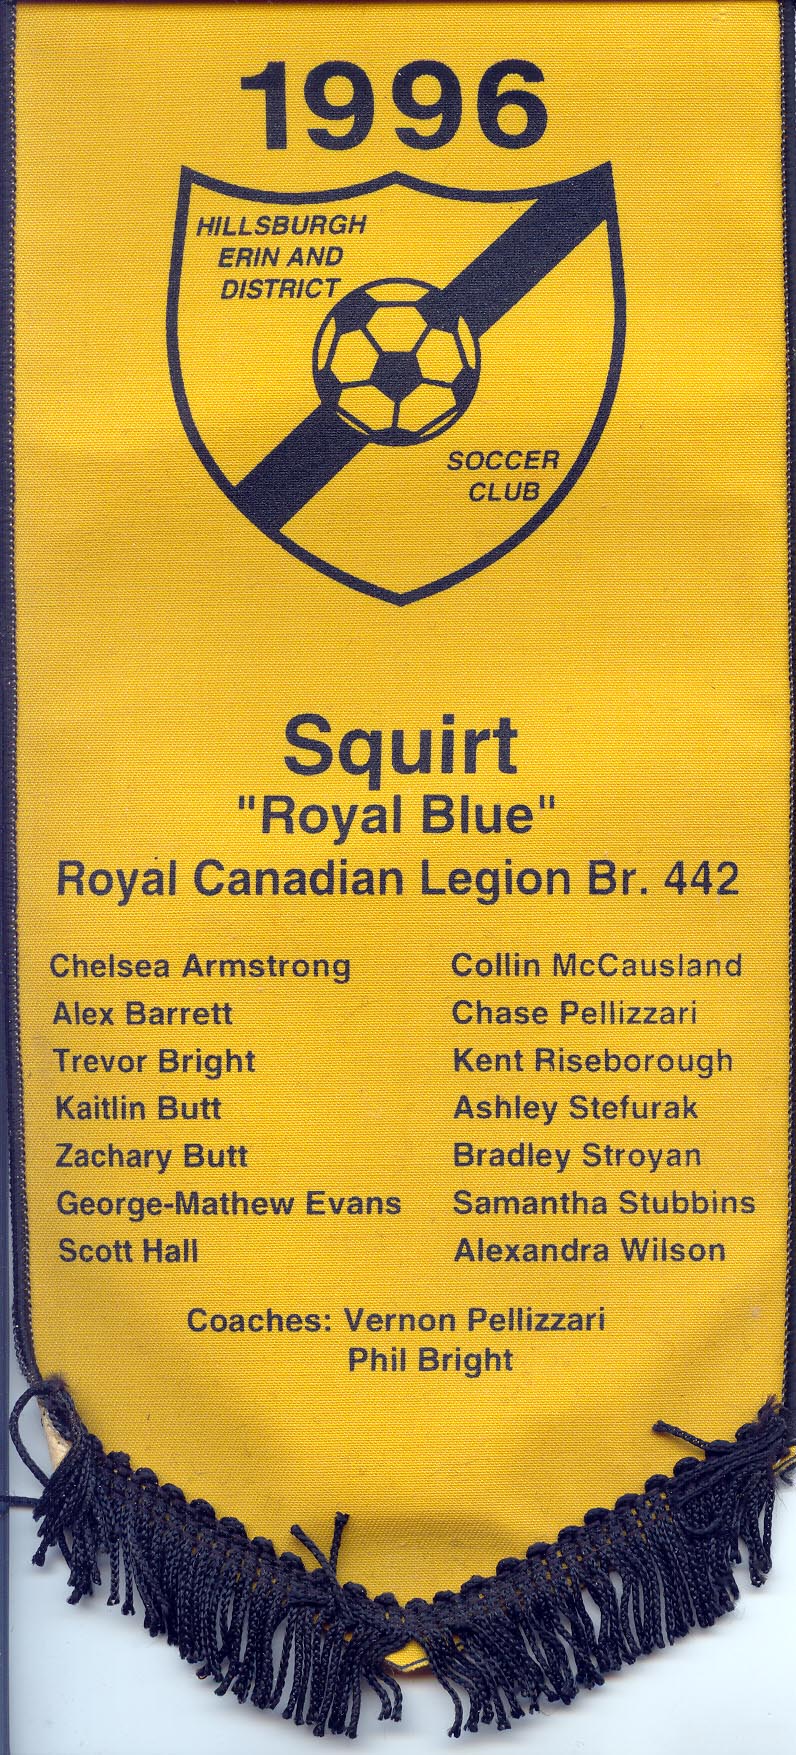 1996
HILLSBURGH
ERIN AND
DISTRICT
SOCCER
CLUB
Squirt
"Royal Blue"
Royal Canadian Legion Br. 442
Chelsea Armstrong
Alex Barrett
Trevor Bright
Kaitlin Butt
Zachary Butt
George-Mathew Evans
Scott Hall
Collin McCausland
Chase Pellizzari
Kent Riseborough
Ashley Stefurak
Bradley Stroyan
Samantha Stubbins
Alexandra Wilson
Coaches: Vernon Pellizzari
Phil Bright